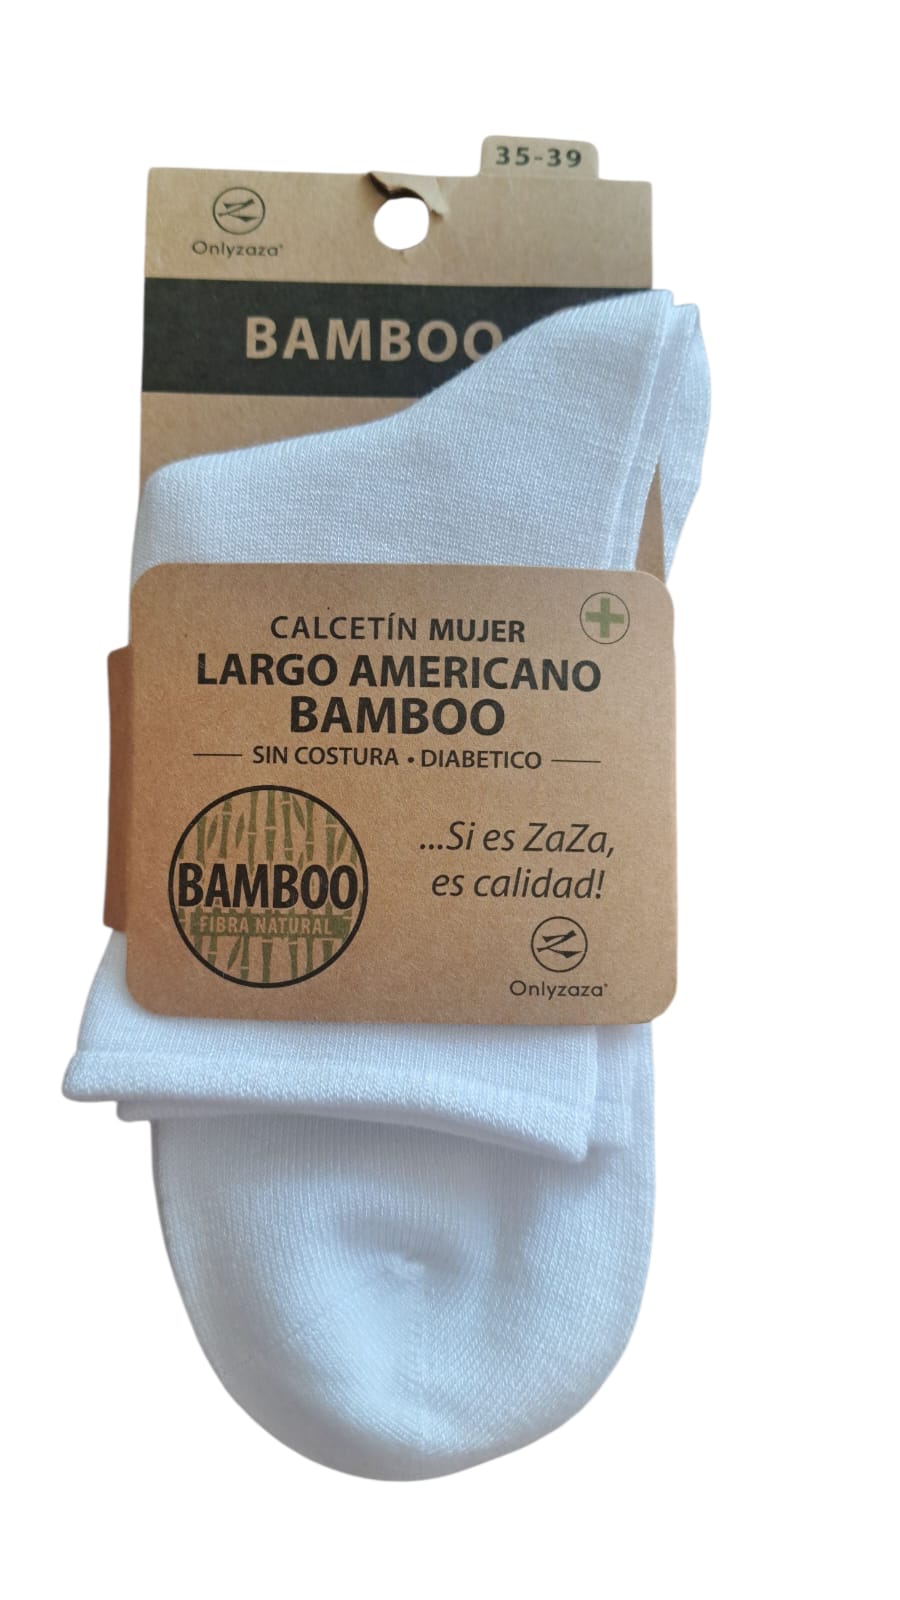 35-39
Onlyzaza®
BAMBOO
CALCETÍN MUJER
LARGO AMERICANO
BAMBOO
SIN COSTURA • DIABETICO
...Si es ZaZa,
es calidad!
BAMBOO
FIBRA NATURAL
Onlyzaza®